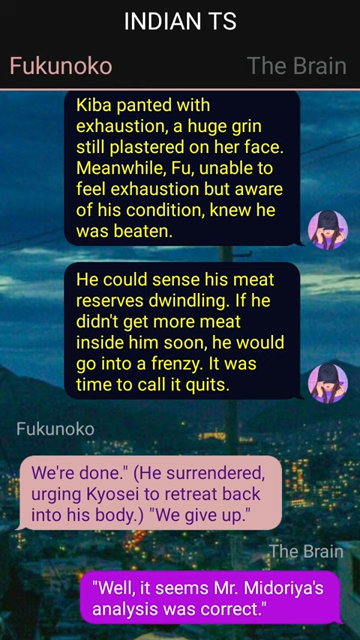 INDIAN TS
Fukunoko
The Brain
Kiba panted with
exhaustion, a huge grin
still plastered on her face.
Meanwhile, Fu, unable to
feel exhaustion but aware
of his condition, knew he
was beaten.
He could sense his meat
reserves dwindling. If he
didn't get more meat
inside him soon, he would
go into a frenzy. It was
time to call it quits.
Fukunoko
We're done." (He surrendered,
urging Kyosei to retreat back
into his body.) "We give up."
The Brain
"Well, it seems Mr. Midoriya's
analysis was correct."